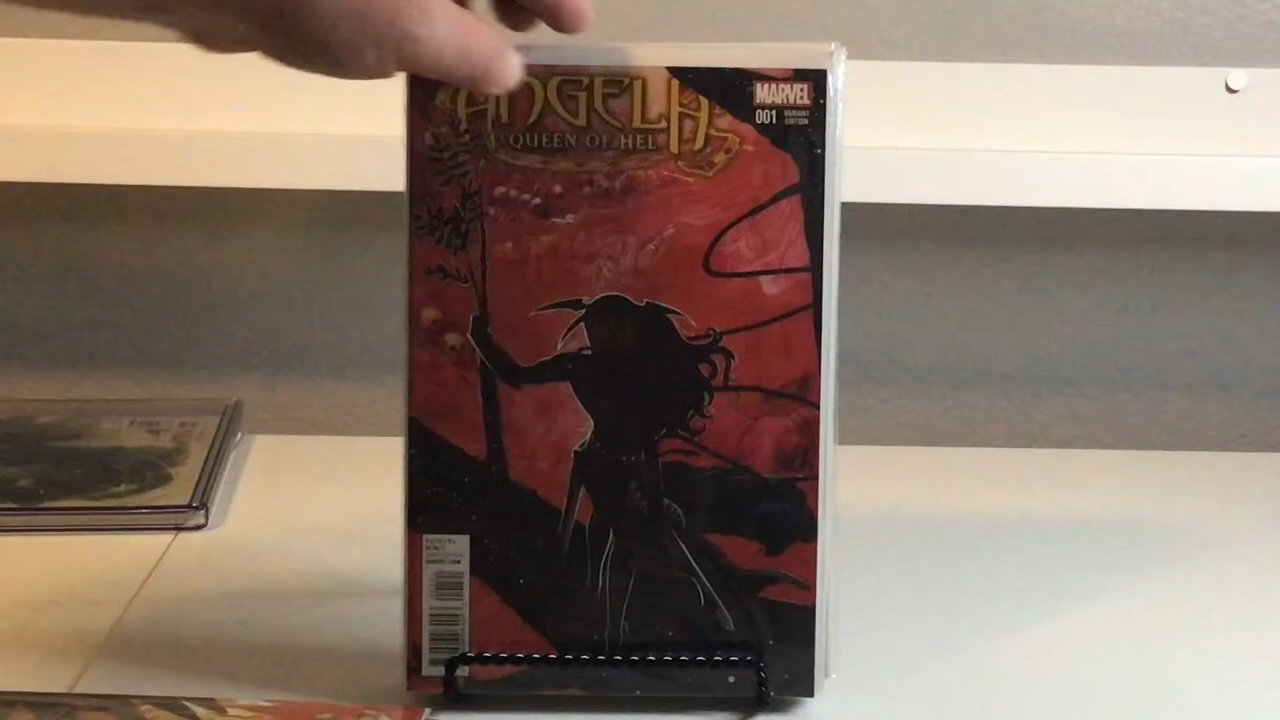 ANGELA
QUEEN OF HEL
MARVEL
001 VARIANT
EDITION